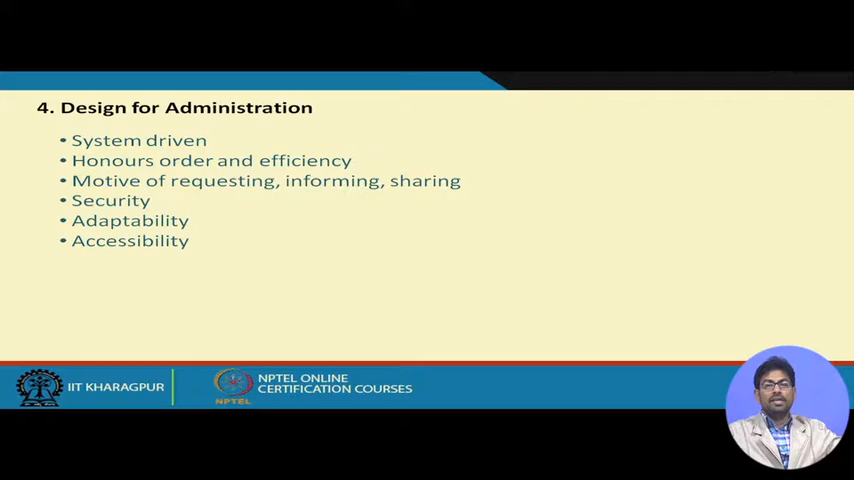 4. Design for Administration
• System driven
• Honours order and efficiency
• Motive of requesting, informing, sharing
• Security
• Adaptability
• Accessibility
IIT KHARAGPUR
NPTEL
NPTEL ONLINE
CERTIFICATION COURSES